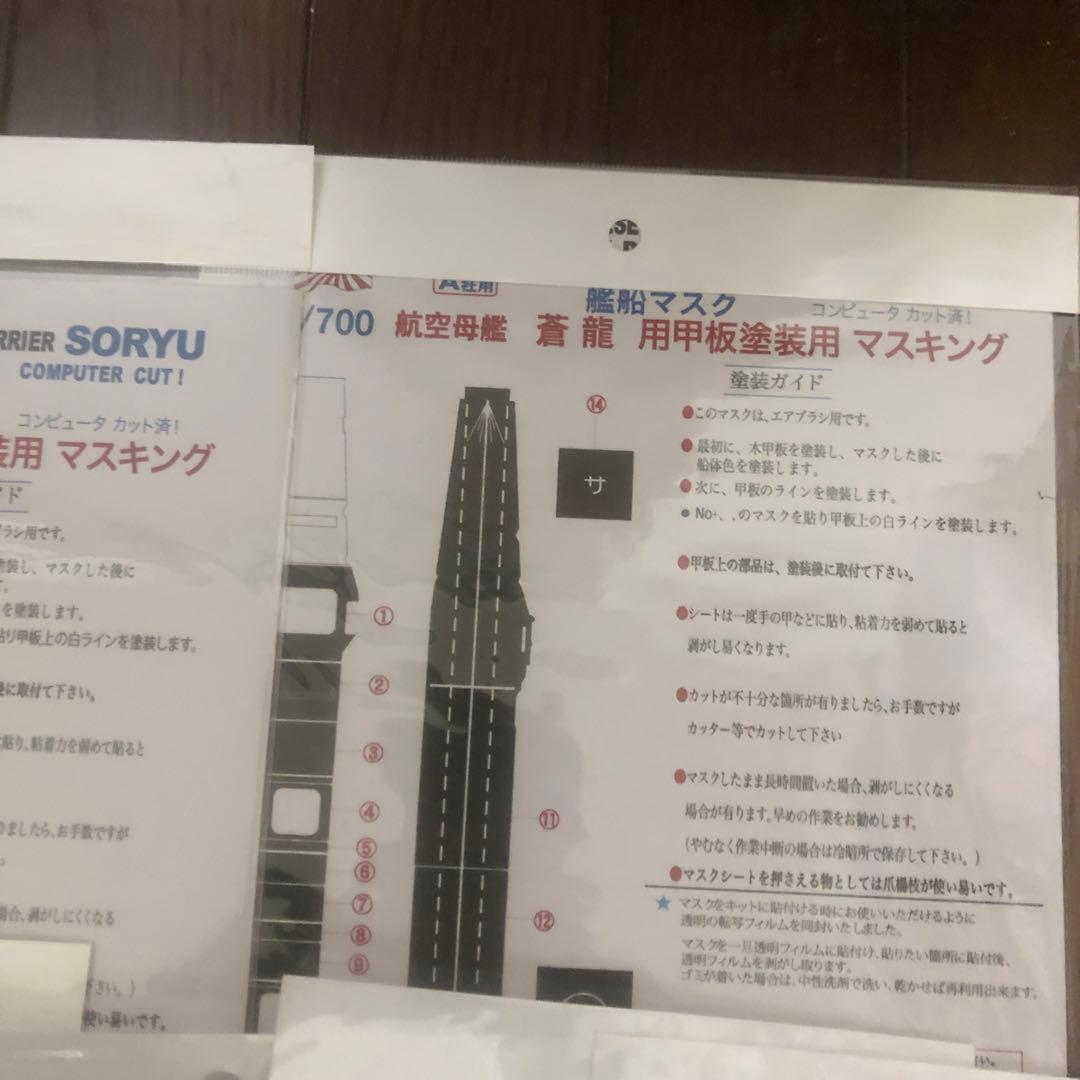 RRIER SORYU
COMPUTER CUT!
コンピュータ カット済!
装用 マスキング
ド
ラシ用です。
塗装し、マスクした後に
を塗装します。
貼り甲板上の白ラインを塗装します。
後に取付て下さい。
に貼り、粘着力を弱めて貼ると
りましたら、お手数ですが
場合、剥がしにくくなる
下さい。)
使い易いです。
A社用
艦船マスク
コンピュータ カット済!
/700 航空母艦 蒼龍 用甲板塗装用 マスキング
塗装ガイド
●このマスクは、エアブラシ用です。
●最初に、木甲板を塗装し、マスクした後に
船体色を塗装します。
●次に、甲板のラインを塗装します。
●No+、、のマスクを貼り甲板上の白ラインを塗装します。
●甲板上の部品は、塗装後に取付て下さい。
●シートは一度手の甲などに貼り、粘着力を弱めて貼ると
剥がし易くなります。
●カットが不十分な箇所が有りましたら、お手数ですが
カッター等でカットして下さい
●マスクしたまま長時間置いた場合、剥がしにくくなる
場合が有ります。早めの作業をお勧めします。
(やむなく作業中断の場合は冷暗所で保存して下さい。)
●マスクシートを押さえる物としては爪楊枝が使い易いです。
★ マスクをキットに貼付ける時にお使いいただけるように
透明の転写フィルムを同封いたしました。
マスクを一旦透明フィルムに貼付け、貼りたい箇所に貼付後、
透明フィルムを剥がし取ります。
ゴミが着いた場合は、中性洗剤で洗い、乾かせば再利用出来ます。
⑭
サ
①
②
③
④
⑤
⑥
⑦
⑧
⑨
⑪
⑫